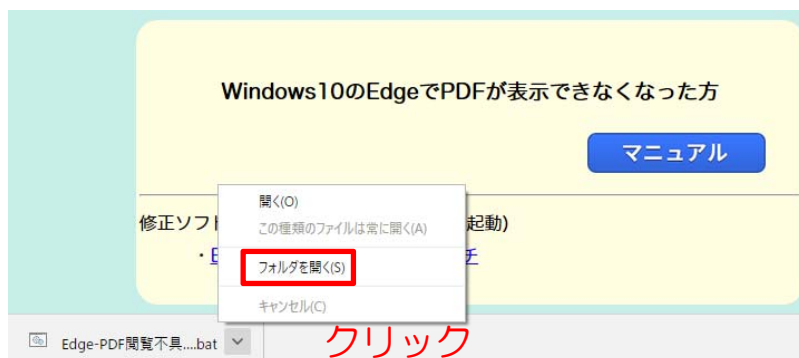 Windows10のEdgeでPDFが表示できなくなった方
マニュアル
開く(O)
修正ソフト
起動)
この種類のファイルは常に開く(A)
・E
チ
フォルダを開く(S)
キャンセル(C)
Edge-PDF閲覧不具....bat
クリック